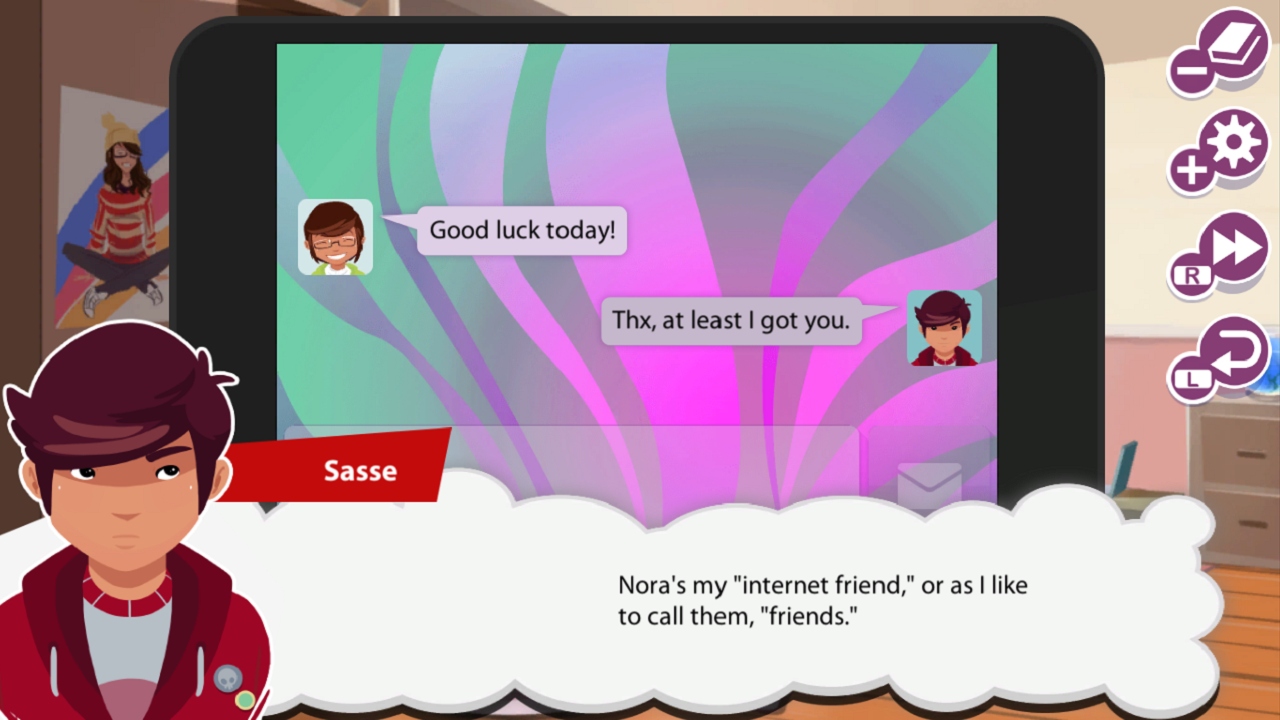 Good luck today!
Thx, at least I got you.
Sasse
Nora's my "internet friend," or as I like
to call them, "friends."
R
L